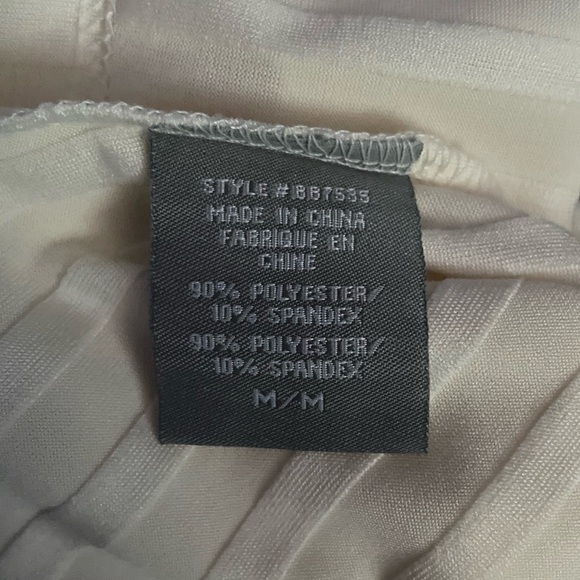 STYLE #BB7535
MADE IN CHINA
FABRIQUE EN
CHINE
90% POLYESTER/
10% SPANDEX
90% POLYESTER/
10% SPANDEX
M/M